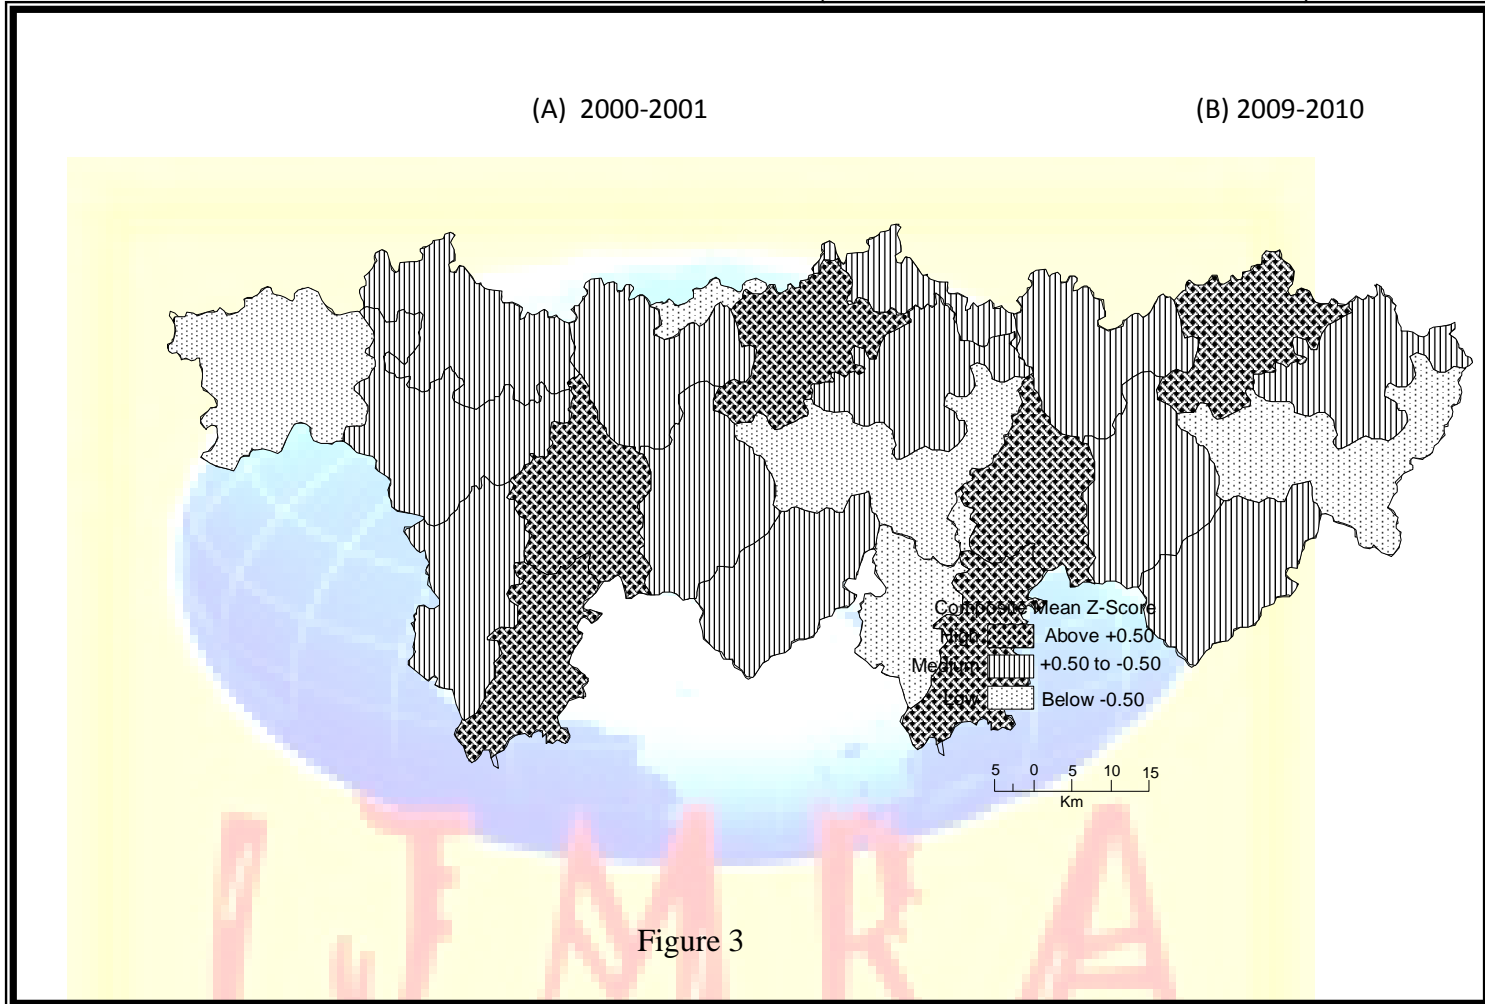 (A) 2000-2001
(B) 2009-2010
Composite Mean Z-Score
High Above +0.50
Medium +0.50 to -0.50
Low Below -0.50
5 0 5 10 15
Km
IJMRA
Figure 3